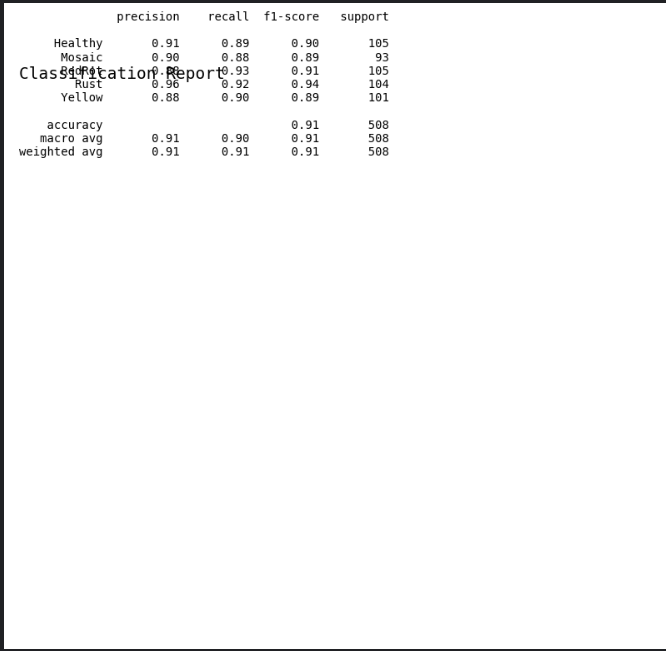 precision recall f1-score support
Healthy 0.91 0.89 0.90 105
Mosaic 0.90 0.88 0.89 93
RedRot 0.93 0.91 105
Classification Report
Rust 0.96 0.92 0.94 104
Yellow 0.88 0.90 0.89 101
accuracy 0.91 508
macro avg 0.91 0.90 0.91 508
weighted avg 0.91 0.91 0.91 508